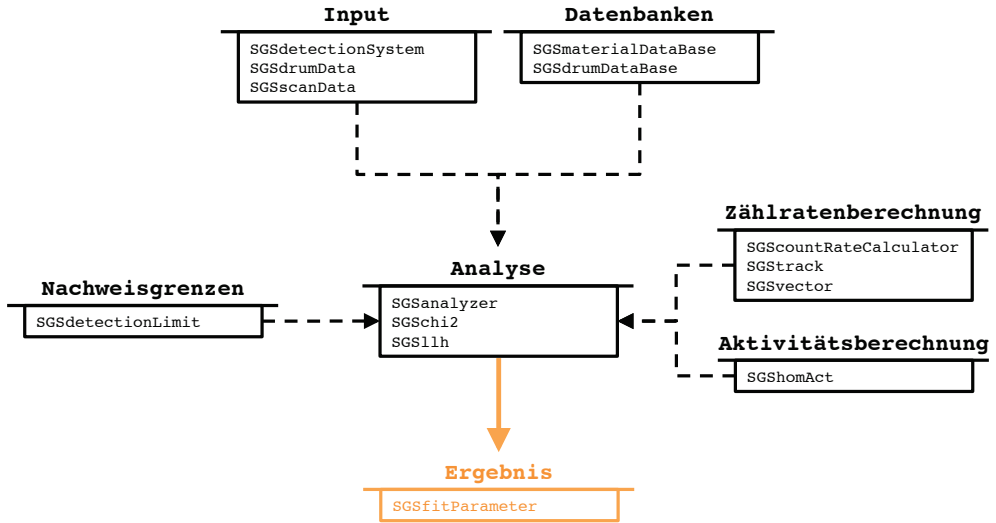 Input
SGSdetectionSystem
SGSdrumData
SGSscanData
Datenbanken
SGSmaterialDataBase
SGSdrumDataBase
Zählratenberechnung
SGScountRateCalculator
SGStrack
SGSvector
Analyse
SGSanalyzer
SGSchi2
SGSllh
Nachweisgrenzen
SGSdetectionLimit
Aktivitätsberechnung
SGShomAct
Ergebnis
SGSfitParameter